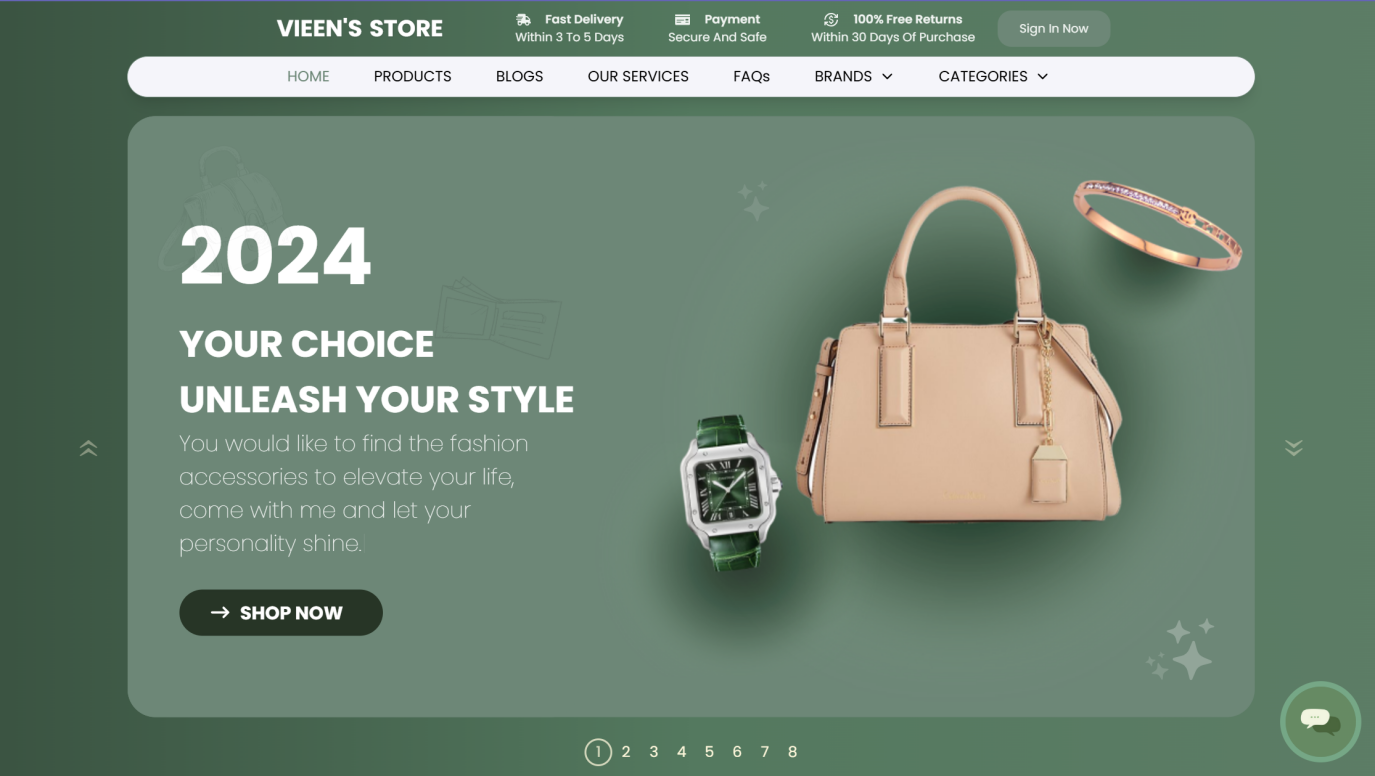 VIEEN'S STORE
Fast Delivery
Within 3 To 5 Days
Payment
Secure And Safe
100% Free Returns
Within 30 Days Of Purchase
Sign In Now
HOME PRODUCTS BLOGS OUR SERVICES FAQs BRANDS CATEGORIES
2024
YOUR CHOICE
UNLEASH YOUR STYLE
You would like to find the fashion
accessories to elevate your life,
come with me and let your
personality shine.
SHOP NOW
1 2 3 4 5 6 7 8